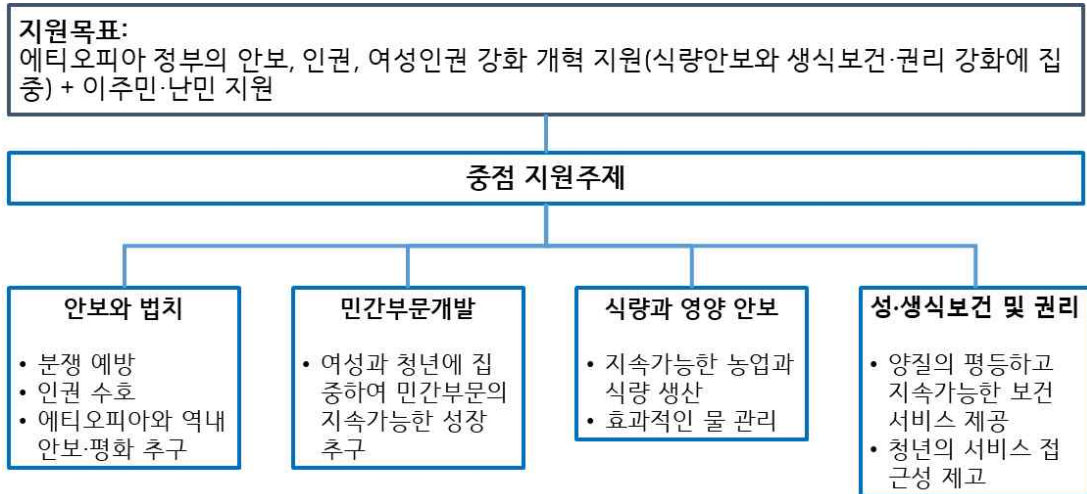 지원목표:
에티오피아 정부의 안보, 인권, 여성인권 강화 개혁 지원(식량안보와 생식보건·권리 강화에 집
중) + 이주민·난민 지원
중점 지원주제
안보와 법치
• 분쟁 예방
• 인권 수호
• 에티오피아와 역내
안보·평화 추구
민간부문개발
• 여성과 청년에 집
중하여 민간부문의
지속가능한 성장
추구
식량과 영양 안보
• 지속가능한 농업과
식량 생산
• 효과적인 물 관리
성·생식보건 및 권리
• 양질의 평등하고
지속가능한 보건
서비스 제공
• 청년의 서비스 접
근성 제고